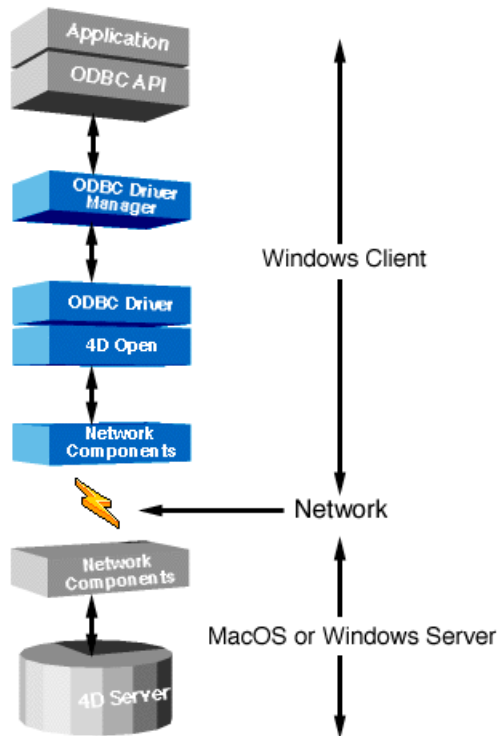 Application
ODBC API
ODBC Driver
Manager
Windows Client
ODBC Driver
4D Open
Network
Components
Network
Network
Components
MacOS or Windows Server
4D Server